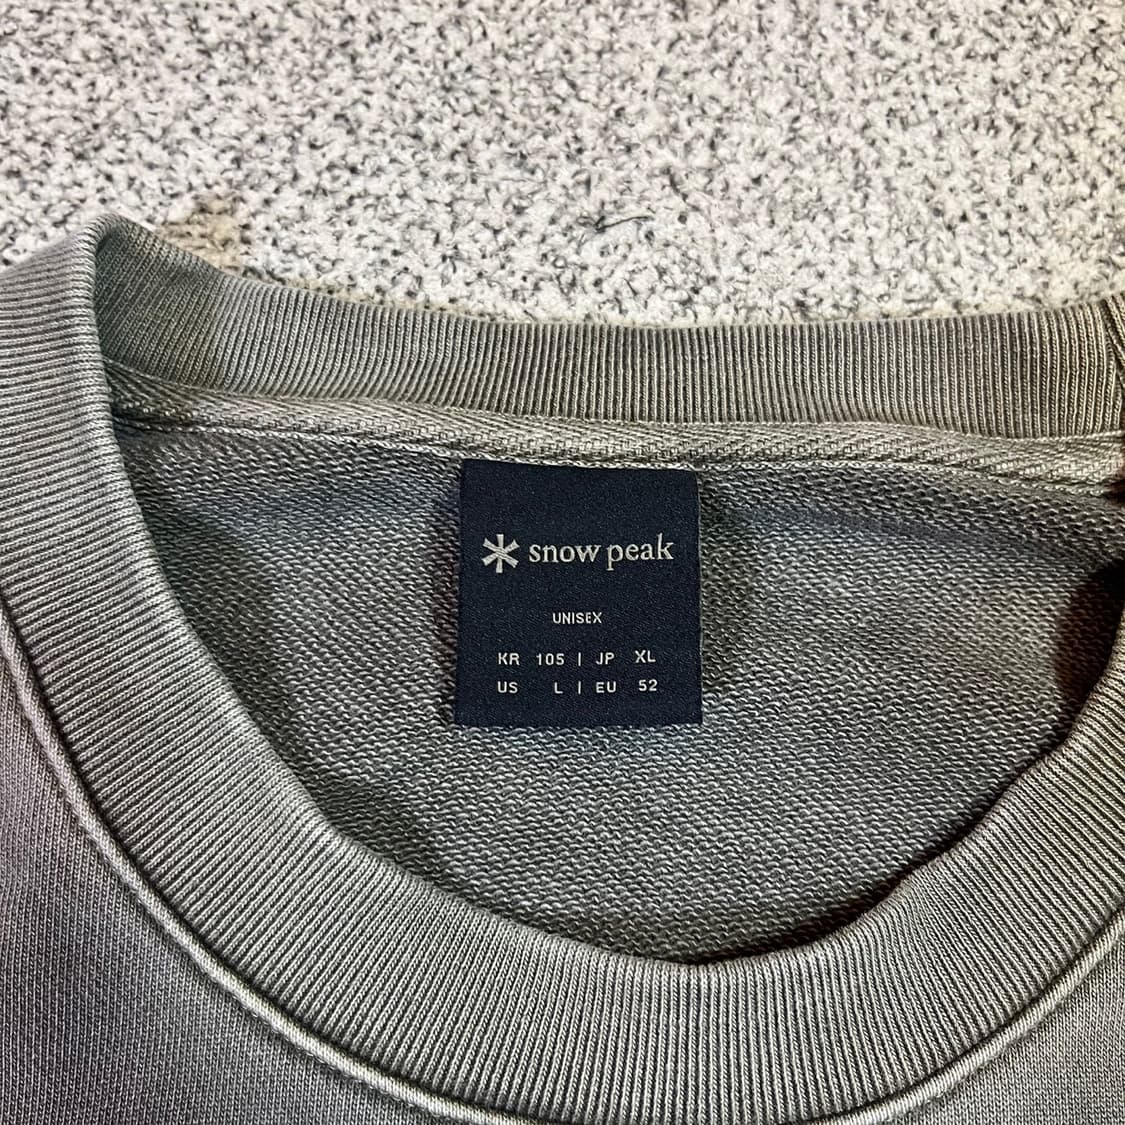 snow peak
UNISEX
KR 105 | JP XL
US L | EU 52